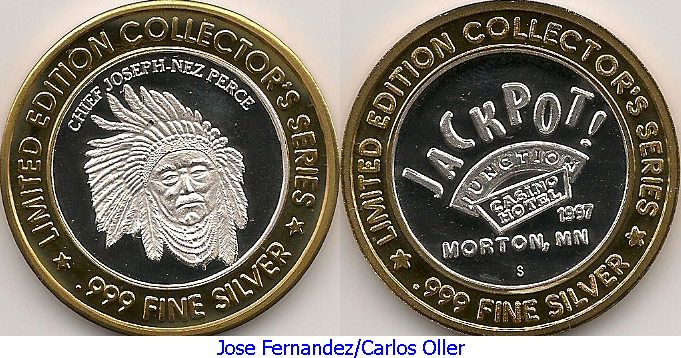 LIMITED EDITION COLLECTOR'S SERIES
CHIEF JOSEPH-NEZ PERCE
★ .999 FINE SILVER ★
LIMITED EDITION COLLECTOR'S SERIES
JACKPOT!
JUNCTION
CASINO
HOTEL
1997
MORTON, MN
S
★ .999 FINE SILVER ★
Jose Fernandez/Carlos Oller